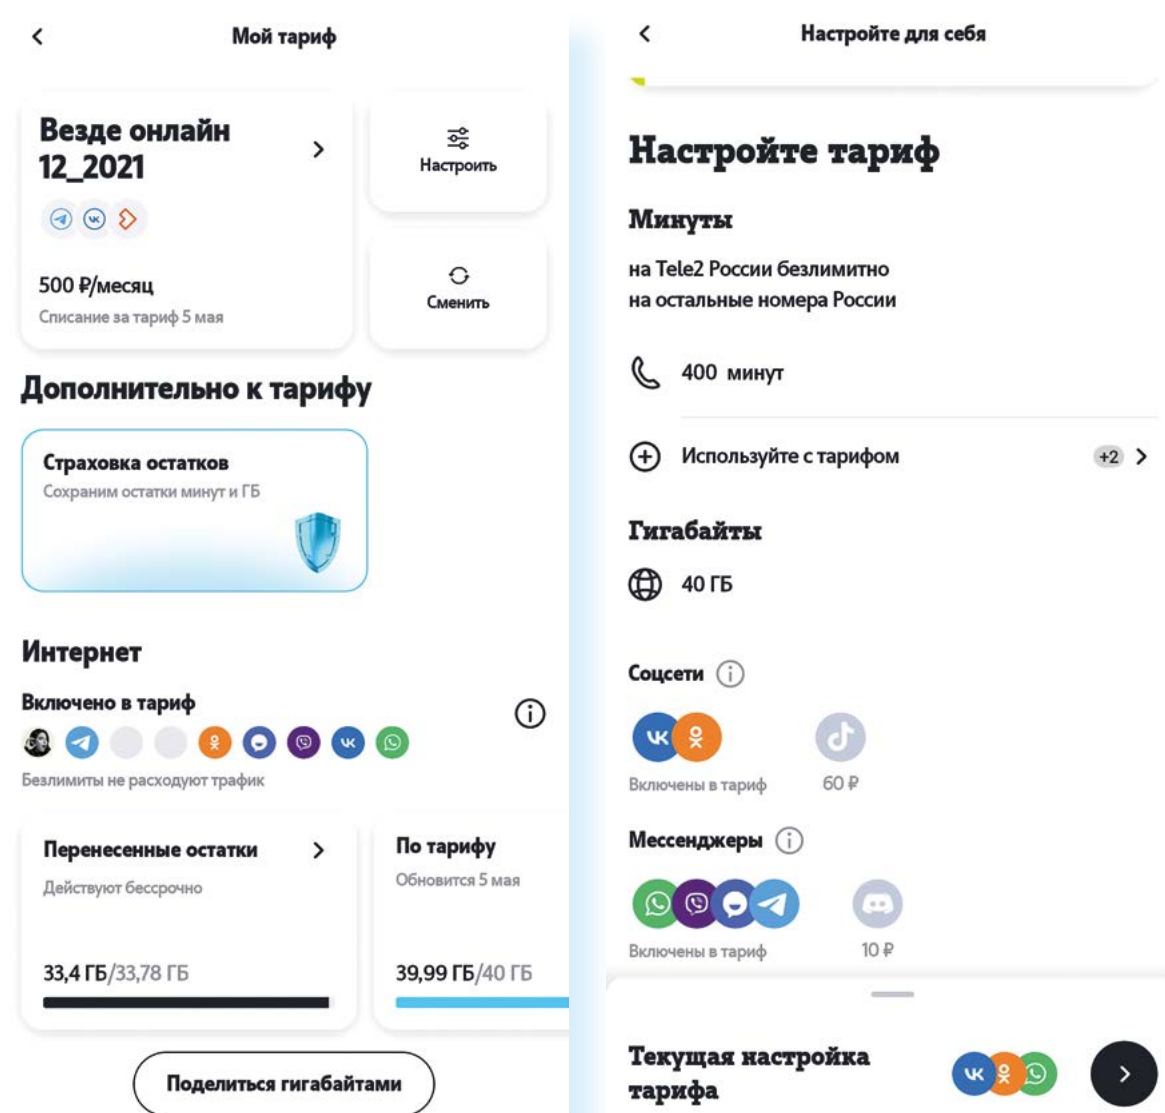 Мой тариф
Везде онлайн
12_2021
500 ₽/месяц
Списание за тариф 5 мая
Настроить
Сменить
Дополнительно к тарифу
Страховка остатков
Сохраним остатки минут и ГБ
Интернет
Включено в тариф
Безлимиты не расходуют трафик
Перенесенные остатки
Действуют бессрочно
33,4 ГБ/33,78 ГБ
По тарифу
Обновится 5 мая
39,99 ГБ/40 ГБ
Поделиться гигабайтами
Настройте для себя
Настройте тариф
Минуты
на Tele2 России безлимитно
на остальные номера России
400 минут
Используйте с тарифом
+2
Гигабайты
40 ГБ
Соцсети
Включены в тариф
60 ₽
Мессенджеры
Включены в тариф
10 ₽
Текущая настройка
тарифа